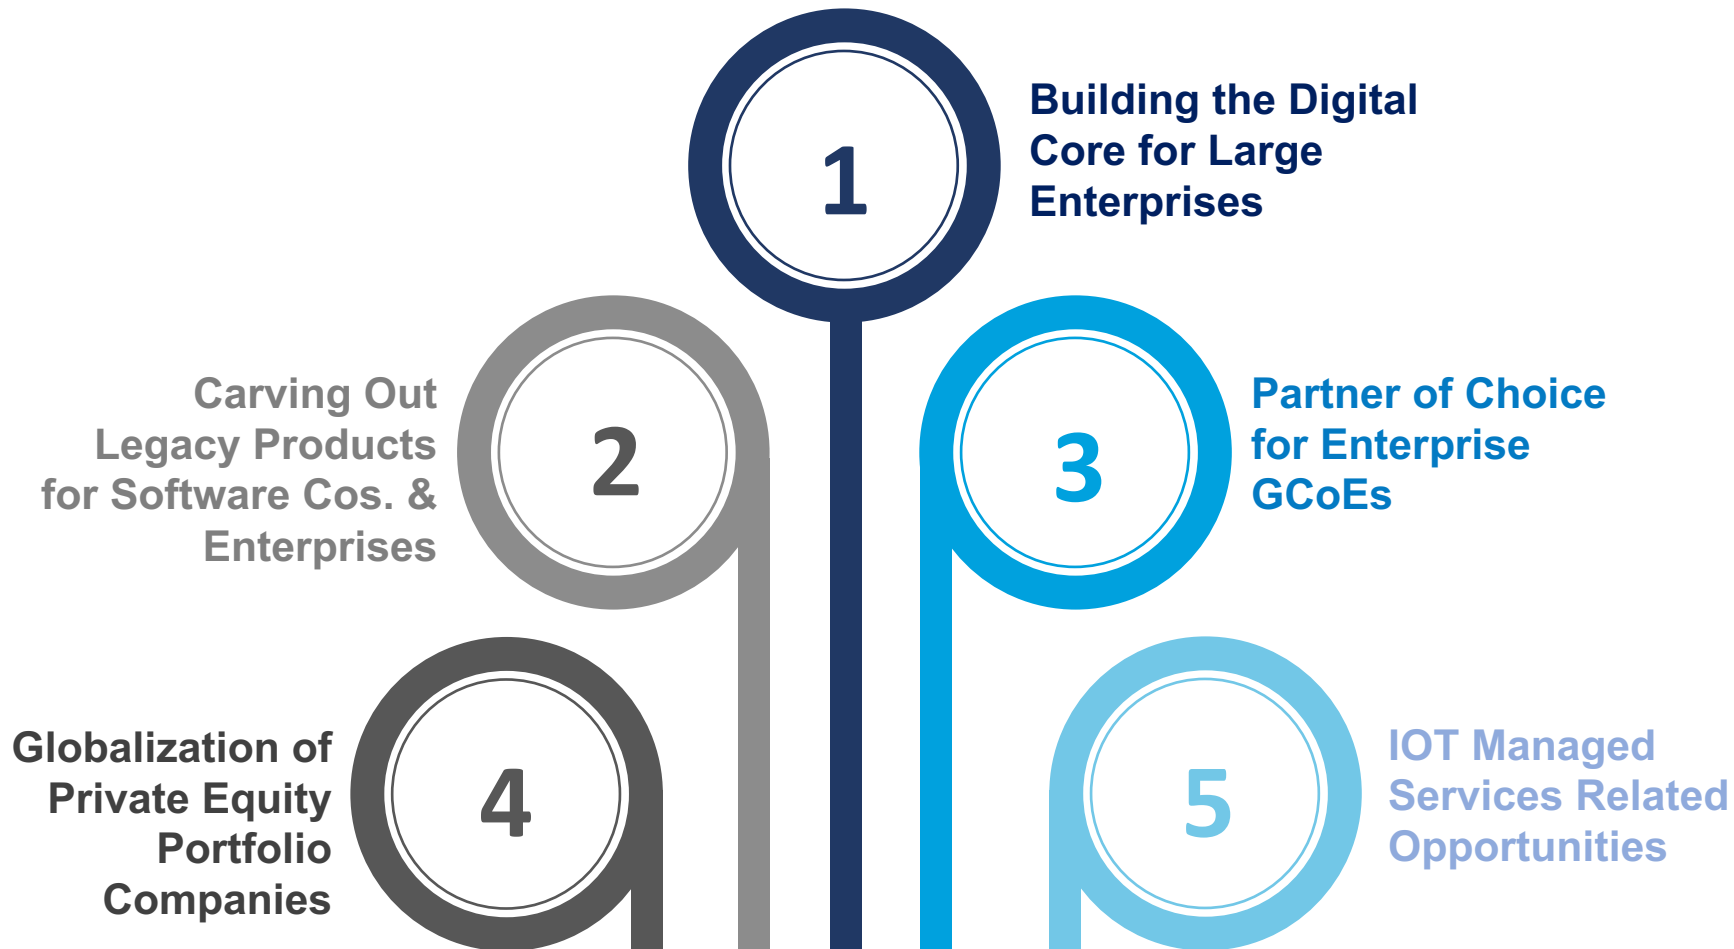 1
Building the Digital
Core for Large
Enterprises
2
Carving Out
Legacy Products
for Software Cos. &
Enterprises
3
Partner of Choice
for Enterprise
GCoEs
4
Globalization of
Private Equity
Portfolio
Companies
5
IOT Managed
Services Related
Opportunities